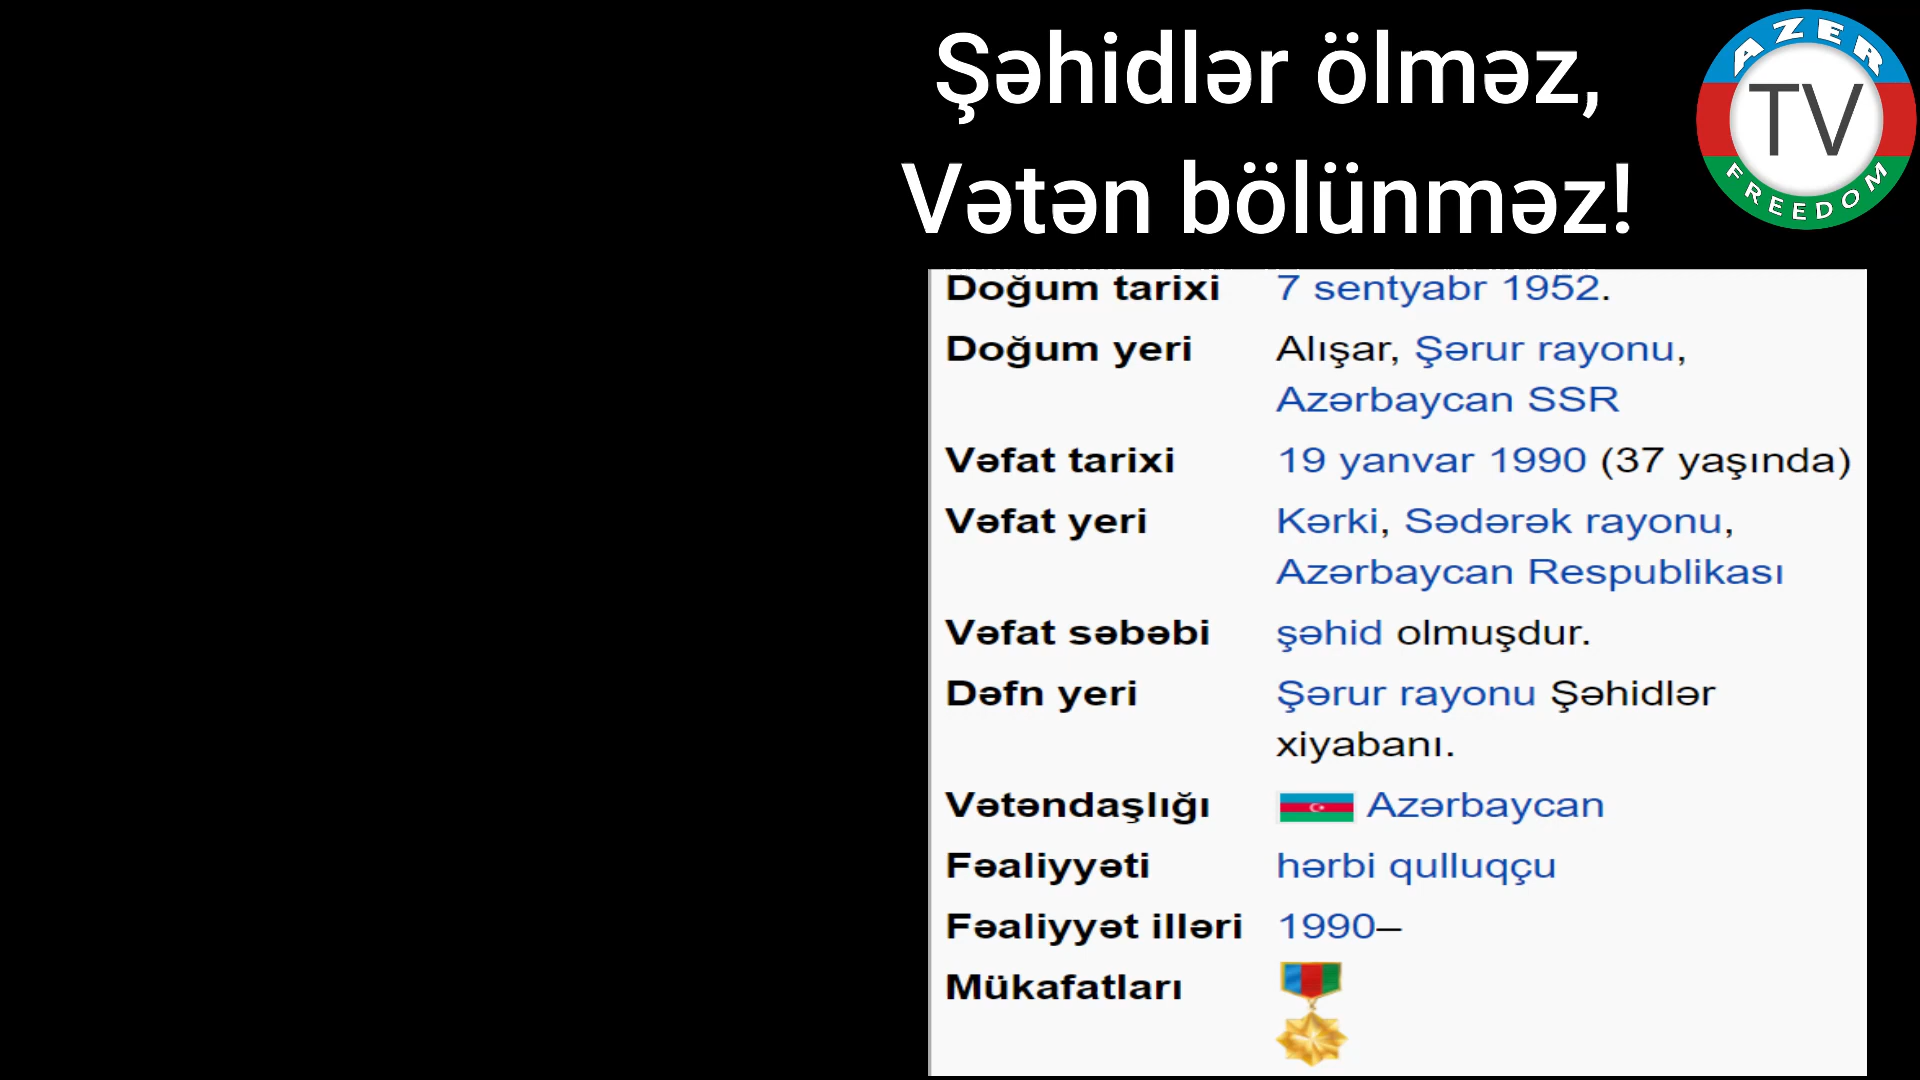 Şəhidlər ölməz,
Vətən bölünməz!
AZER
TV
FREEDOM
Doğum tarixi 7 sentyabr 1952.
Doğum yeri Alışar, Şərur rayonu,
Azərbaycan SSR
Vəfat tarixi 19 yanvar 1990 (37 yaşında)
Vəfat yeri Kərki, Sədərək rayonu,
Azərbaycan Respublikası
Vəfat səbəbi şəhid olmuşdur.
Dəfn yeri Şərur rayonu Şəhidlər
xiyabanı.
Vətəndaşlığı Azərbaycan
Fəaliyyəti hərbi qulluqçu
Fəaliyyət illəri 1990–
Mükafatları